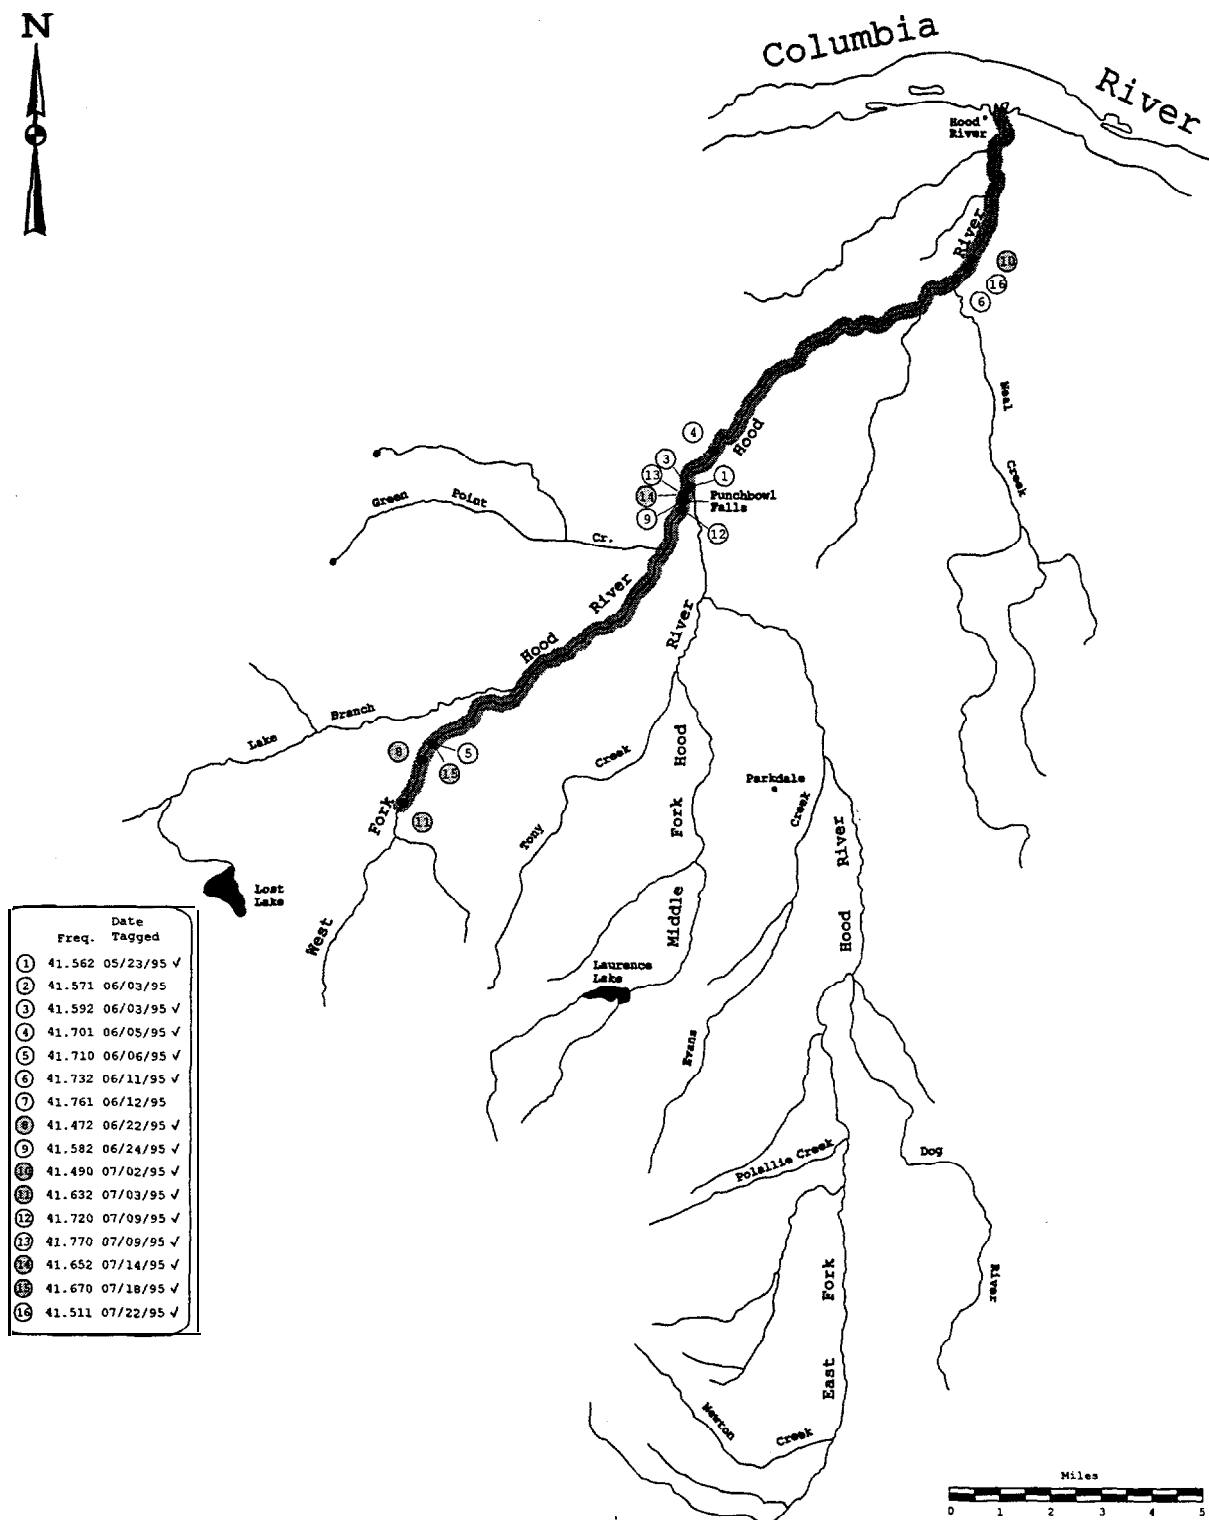 N
Columbia
River
Hood
River
River
10
16
6
Neal
Creek
Hood
4
3
13
1
14
Punchbowl
Falls
9
12
Green
Point
Cr.
River
River
Hood
Lake
Branch
8
5
15
11
Fork
West
Lost
Lake
Tony
Creek
Hood
Fork
Middle
Parkdale
Creek
River
Hood
Laurence
Lake
Evans
Polallie Creek
Dog
River
Fork
East
Newton
Creek
Date
Freq. Tagged
1 41.562 05/23/95 ✓
2 41.571 06/03/95
3 41.592 06/03/95 ✓
4 41.701 06/05/95 ✓
5 41.710 06/06/95 ✓
6 41.732 06/11/95 ✓
7 41.761 06/12/95
8 41.472 06/22/95 ✓
9 41.582 06/24/95 ✓
10 41.490 07/02/95 ✓
11 41.632 07/03/95 ✓
12 41.720 07/09/95 ✓
13 41.770 07/09/95 ✓
14 41.652 07/14/95 ✓
15 41.670 07/18/95 ✓
16 41.511 07/22/95 ✓
Miles
0 1 2 3 4 5